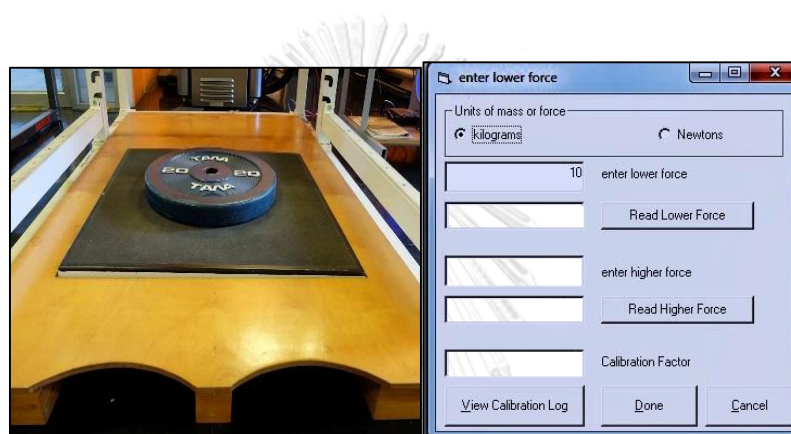 TANA
20 20
TANA
enter lower force
Units of mass or force
kilograms Newtons
10 enter lower force
Read Lower Force
enter higher force
Read Higher Force
Calibration Factor
View Calibration Log Done Cancel